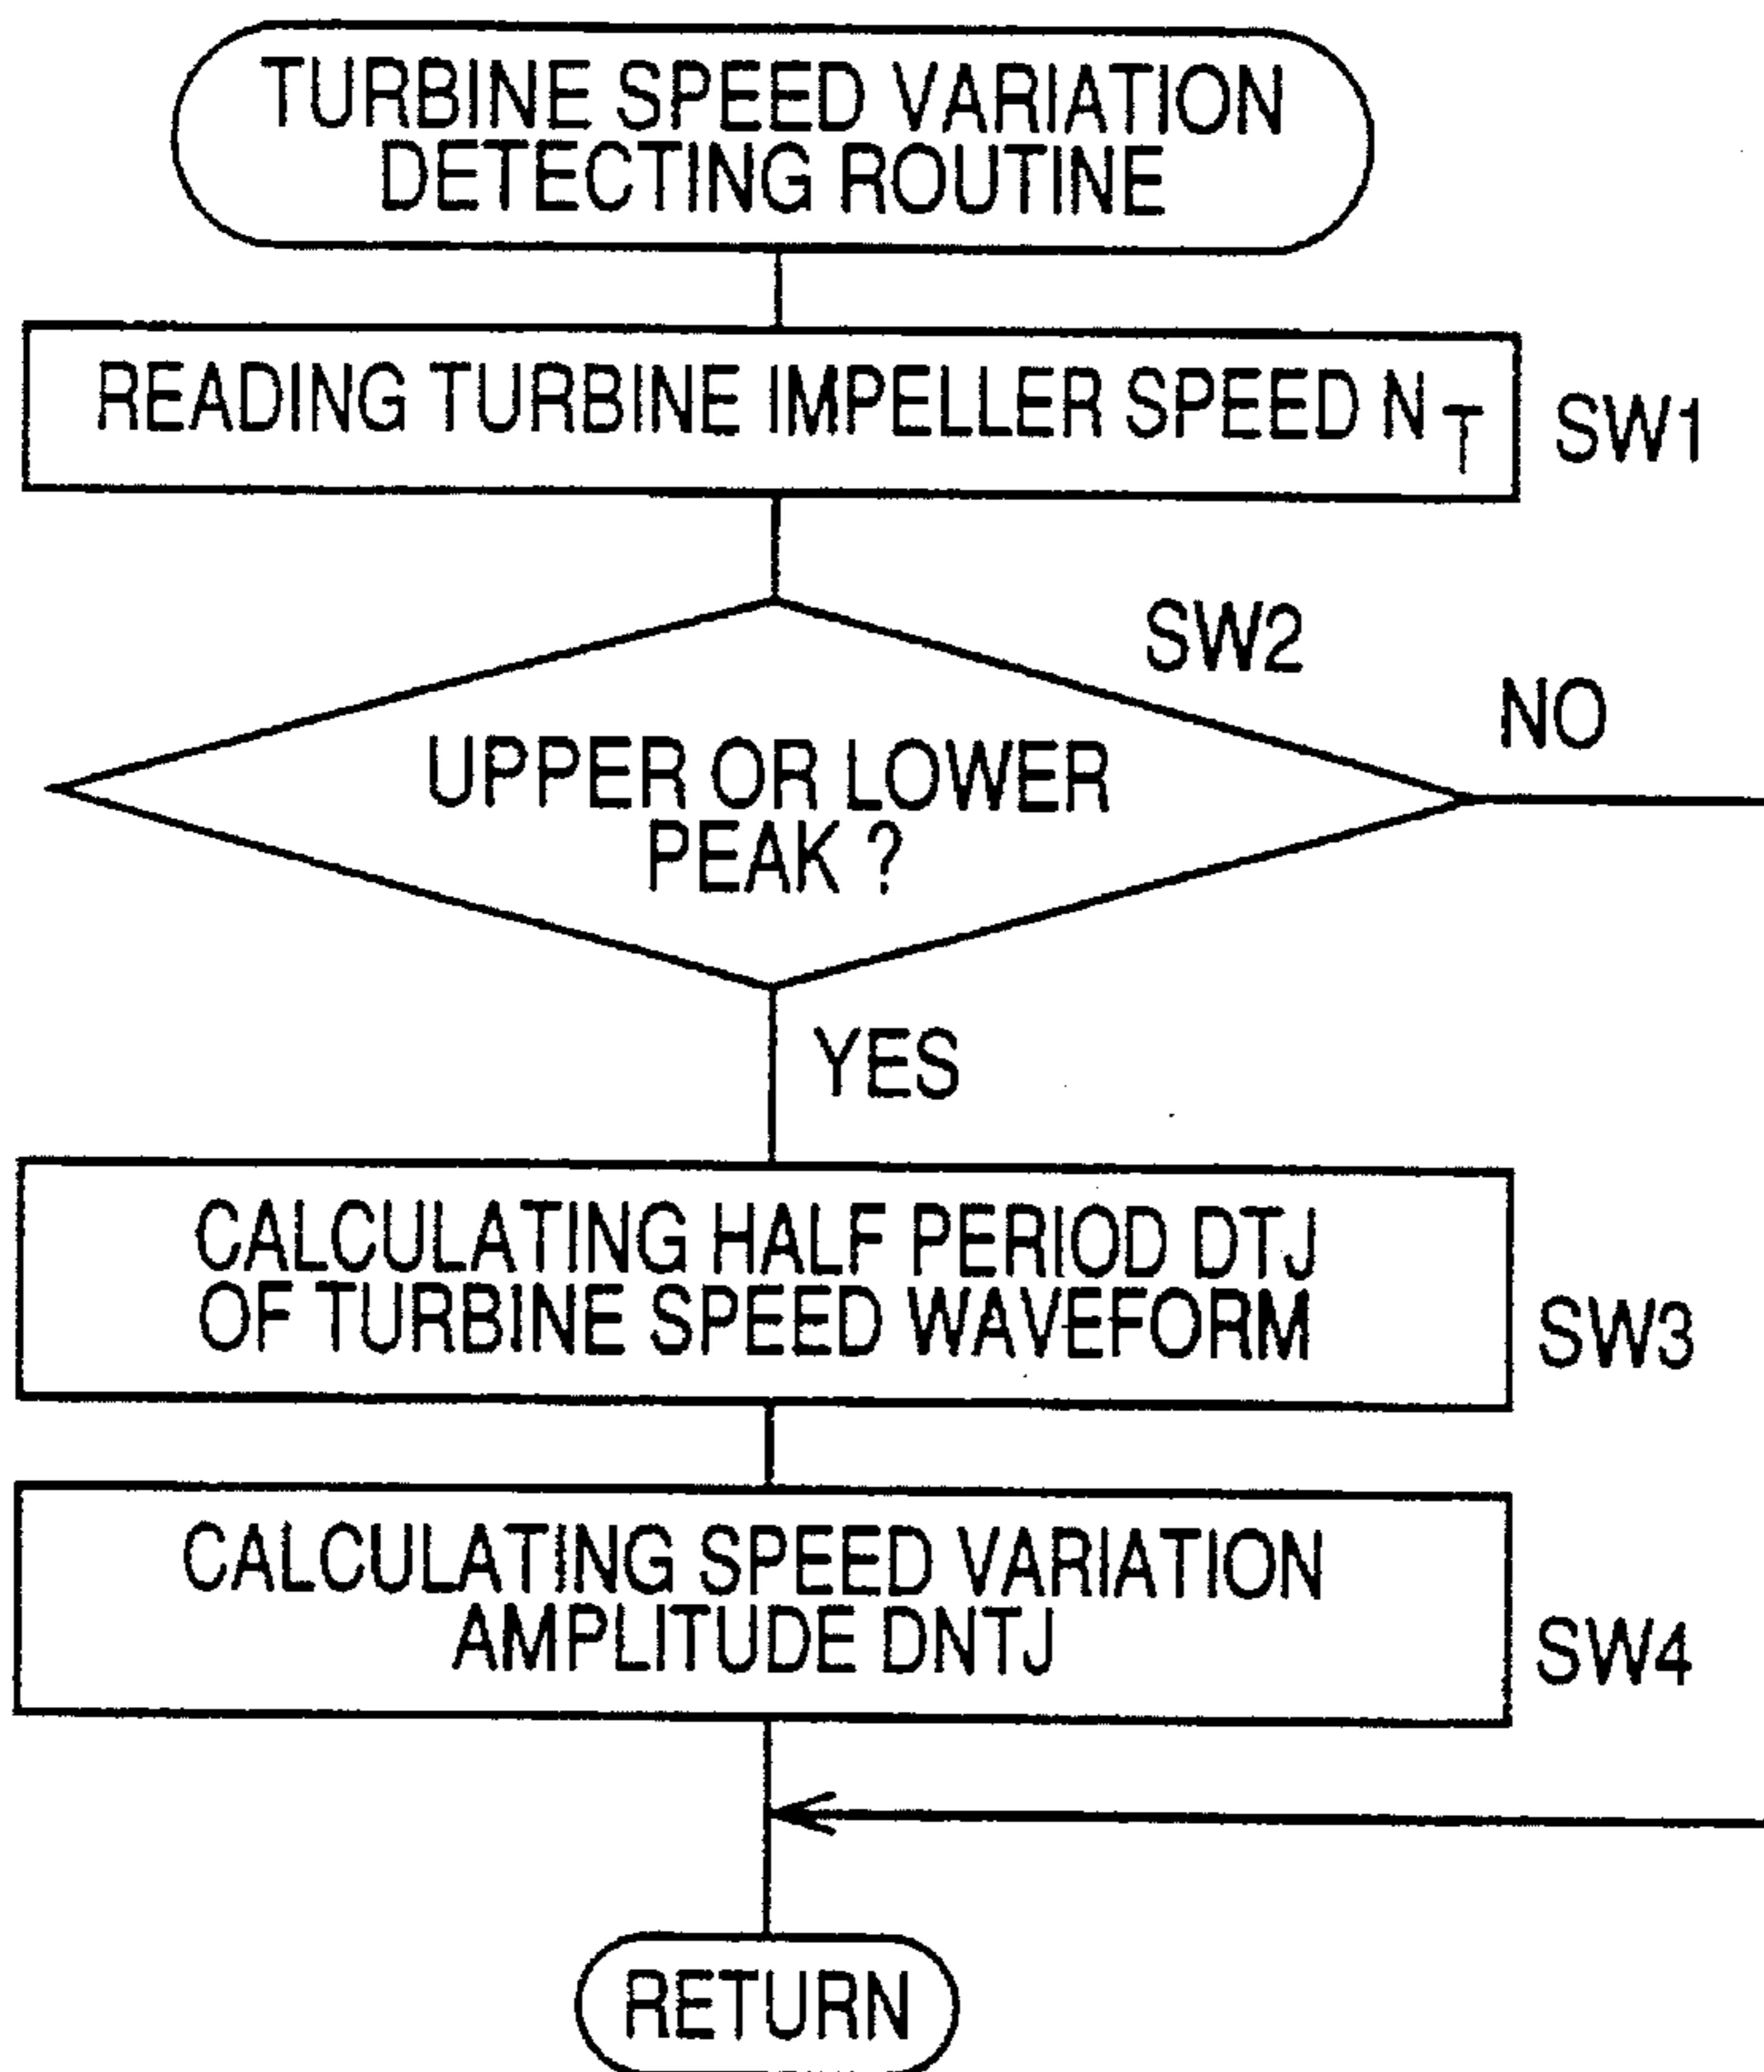 TURBINE SPEED VARIATION
DETECTING ROUTINE
READING TURBINE IMPELLER SPEED N T
SW1
SW2
NO
UPPER OR LOWER
PEAK ?
YES
CALCULATING HALF PERIOD DTJ
OF TURBINE SPEED WAVEFORM
SW3
CALCULATING SPEED VARIATION
AMPLITUDE DNTJ
SW4
RETURN